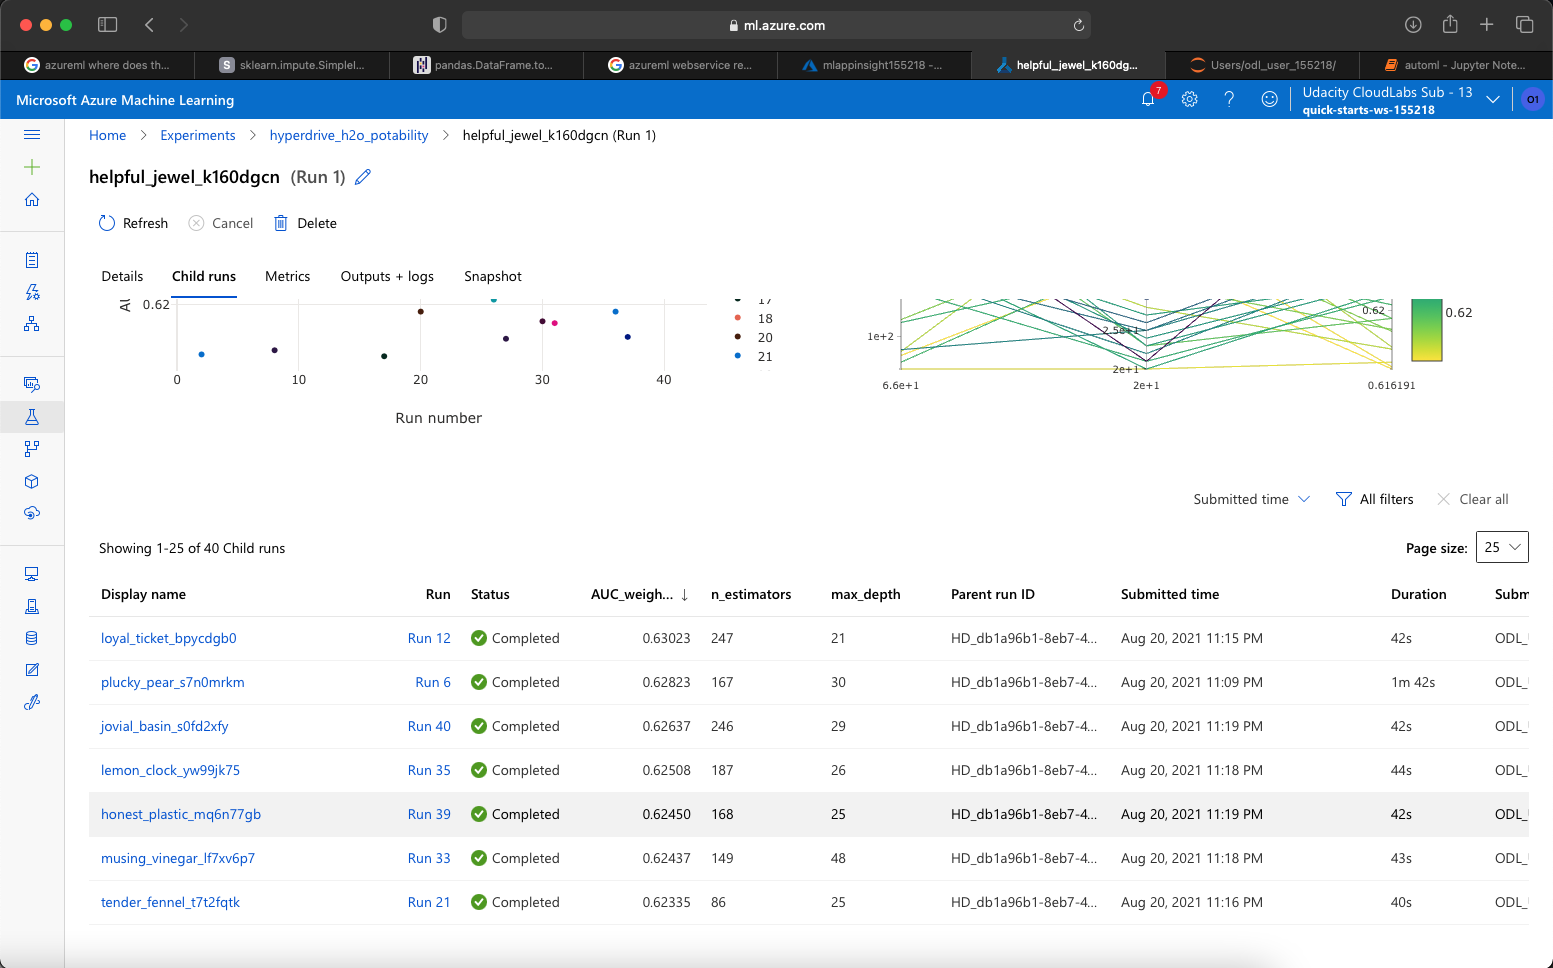 ml.azure.com
azureml where does th...
S sklearn.impute.Simplel...
pandas.DataFrame.to...
azureml webservice re...
mlappinsight155218 -...
helpful_jewel_k160dg...
Users/odl_user_155218/
automl - Jupyter Note...
Microsoft Azure Machine Learning
7
?
Udacity CloudLabs Sub - 13
quick-starts-ws-155218
O1
Home > Experiments > hyperdrive_h2o_potability > helpful_jewel_k160dgcn (Run 1)
helpful_jewel_k160dgcn (Run 1)
Refresh Cancel Delete
Details Child runs Metrics Outputs + logs Snapshot
0.62
0 10 20 30 40
Run number
17
18
20
21
0.62
0.62
2.5e+1
1e+2
2e+1
6.6e+1 2e+1 0.616191
Submitted time All filters Clear all
Showing 1-25 of 40 Child runs
Page size: 25
Display name Run Status AUC_weigh... ↓ n_estimators max_depth Parent run ID Submitted time Duration Subm
loyal_ticket_bpycdgb0 Run 12 Completed 0.63023 247 21 HD_db1a96b1-8eb7-4... Aug 20, 2021 11:15 PM 42s ODL_
plucky_pear_s7n0mrkm Run 6 Completed 0.62823 167 30 HD_db1a96b1-8eb7-4... Aug 20, 2021 11:09 PM 1m 42s ODL_
jovial_basin_s0fd2xfy Run 40 Completed 0.62637 246 29 HD_db1a96b1-8eb7-4... Aug 20, 2021 11:19 PM 42s ODL_
lemon_clock_yw99jk75 Run 35 Completed 0.62508 187 26 HD_db1a96b1-8eb7-4... Aug 20, 2021 11:18 PM 44s ODL_
honest_plastic_mq6n77gb Run 39 Completed 0.62450 168 25 HD_db1a96b1-8eb7-4... Aug 20, 2021 11:19 PM 42s ODL_
musing_vinegar_lf7xv6p7 Run 33 Completed 0.62437 149 48 HD_db1a96b1-8eb7-4... Aug 20, 2021 11:18 PM 43s ODL_
tender_fennel_t7t2fqtk Run 21 Completed 0.62335 86 25 HD_db1a96b1-8eb7-4... Aug 20, 2021 11:16 PM 40s ODL_